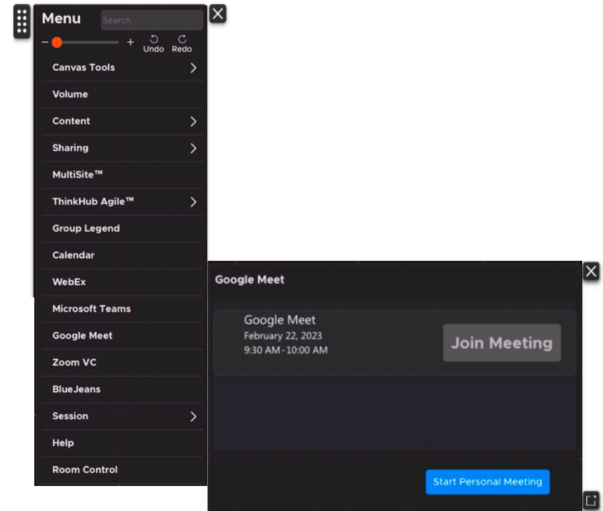 Menu
Search
- +
Undo Redo
Canvas Tools
Volume
Content
Sharing
MultiSite™
ThinkHub Agile™
Group Legend
Calendar
WebEx
Microsoft Teams
Google Meet
Zoom VC
BlueJeans
Session
Help
Room Control
Google Meet
Google Meet
February 22, 2023
9:30 AM-10:00 AM
Join Meeting
Start Personal Meeting